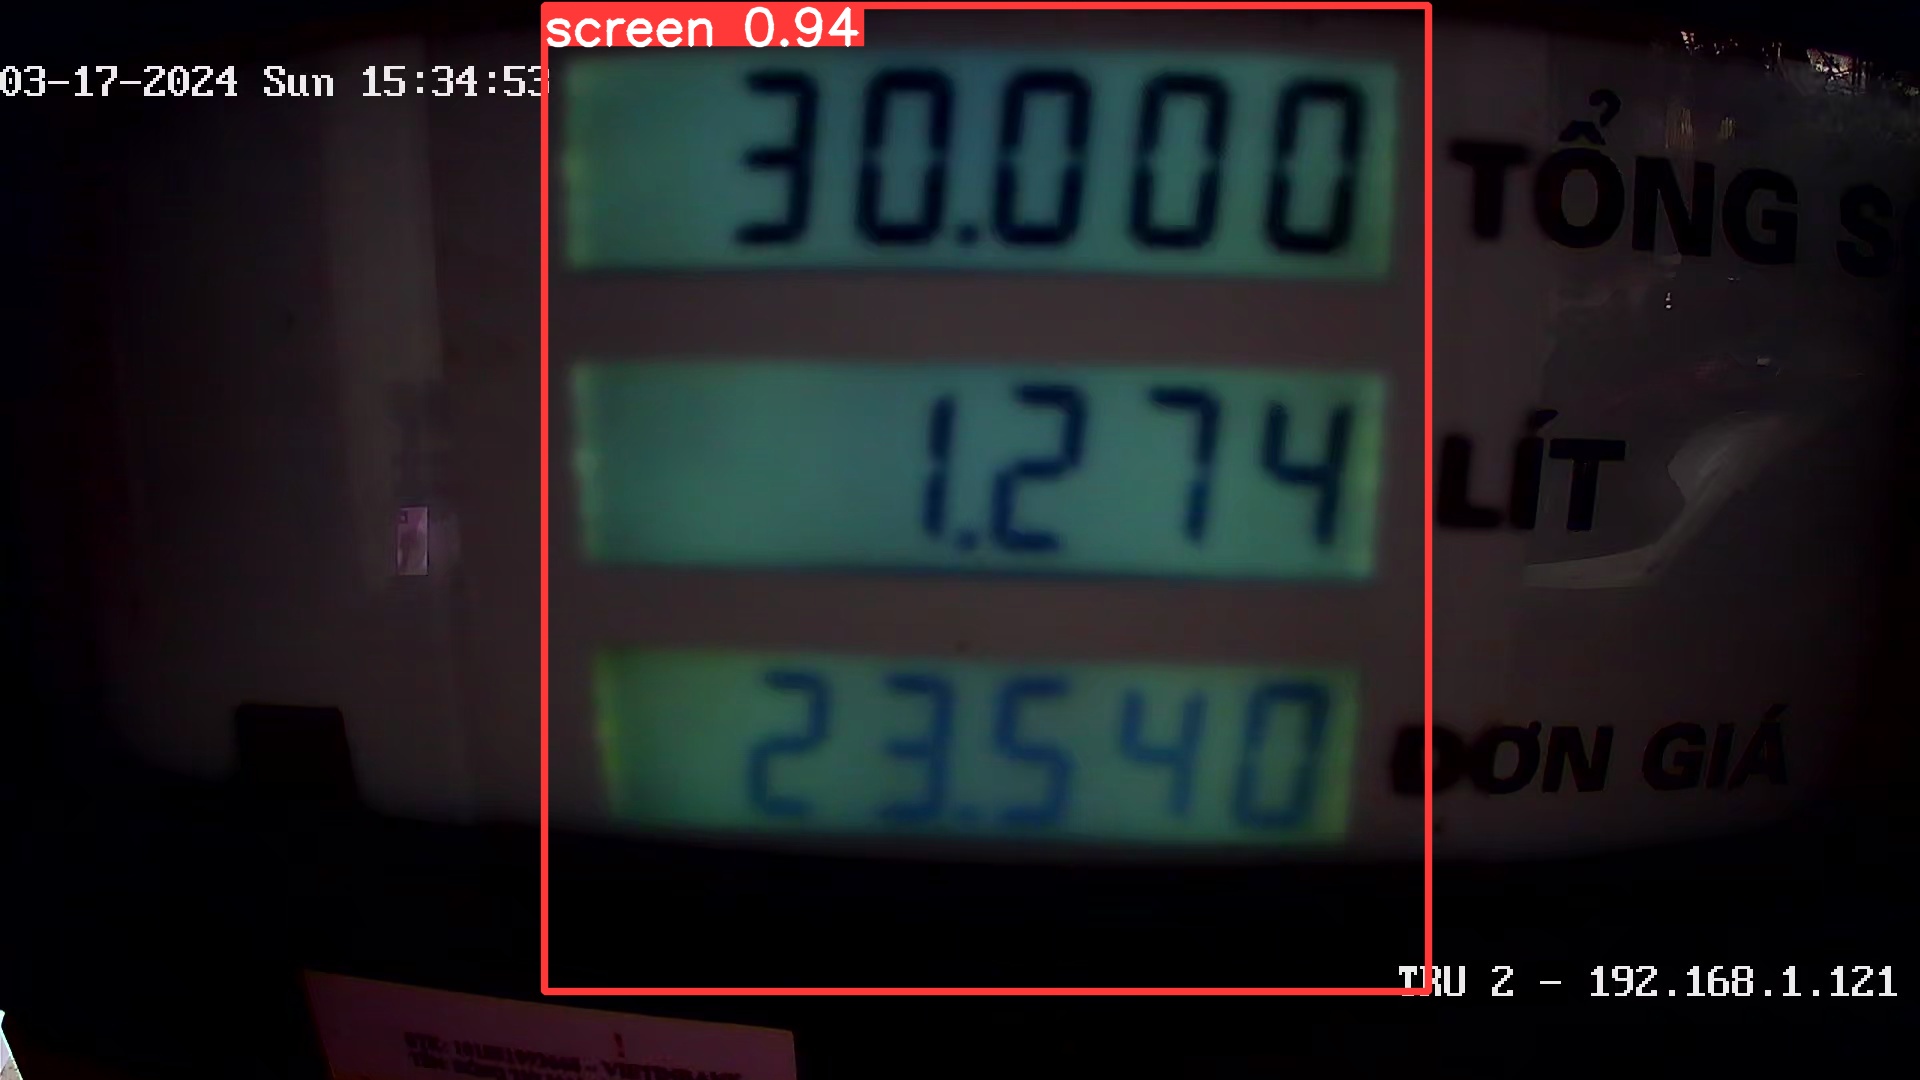 screen 0.94
03-17-2024 Sun 15:34:53
30.000
TỔNG S
1.274
LÍT
23.540
ĐƠN GIÁ
TRU 2 - 192.168.1.121